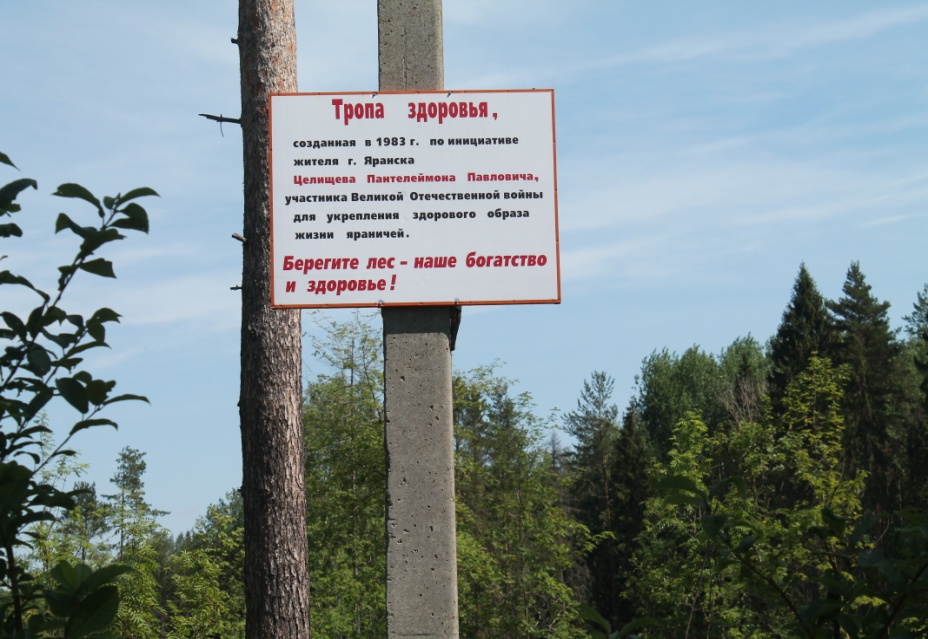 Тропа здоровья,
созданная в 1983 г. по инициативе
жителя г. Яранска
Целищева Пантелеймона Павловича,
участника Великой Отечественной войны
для укрепления здорового образа
жизни яраничей.
Берегите лес - наше богатство
и здоровье!